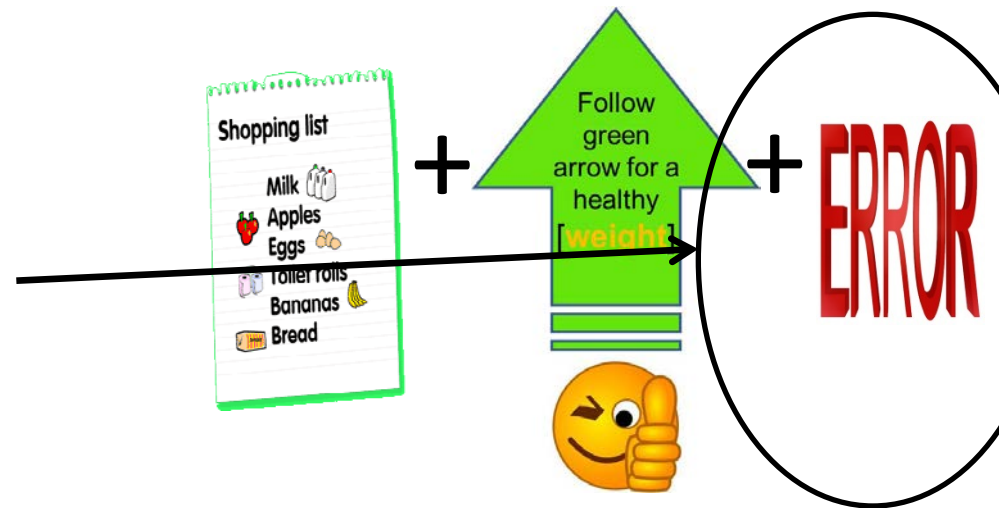 Shopping list
Milk
Apples
Eggs
Toilet rolls
Bananas
Bread
+
Follow
green
arrow for a
healthy
[weight]
+
ERROR